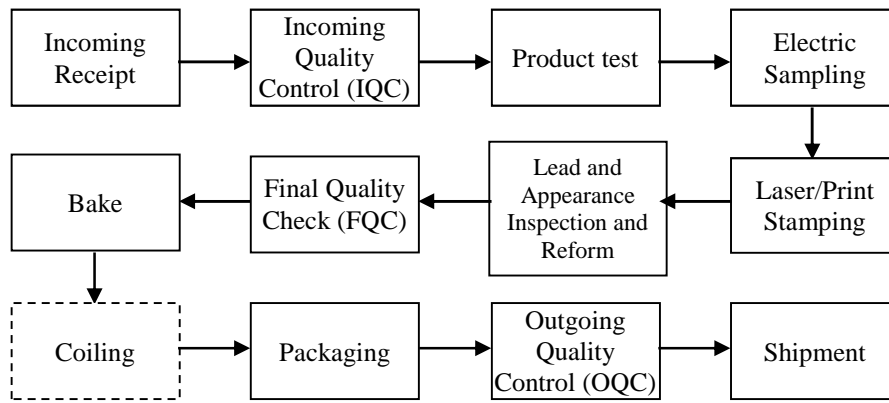 Incoming
Receipt
Incoming
Quality
Control (IQC)
Product test
Electric
Sampling
Laser/Print
Stamping
Lead and
Appearance
Inspection and
Reform
Final Quality
Check (FQC)
Bake
Coiling
Packaging
Outgoing
Quality
Control (OQC)
Shipment